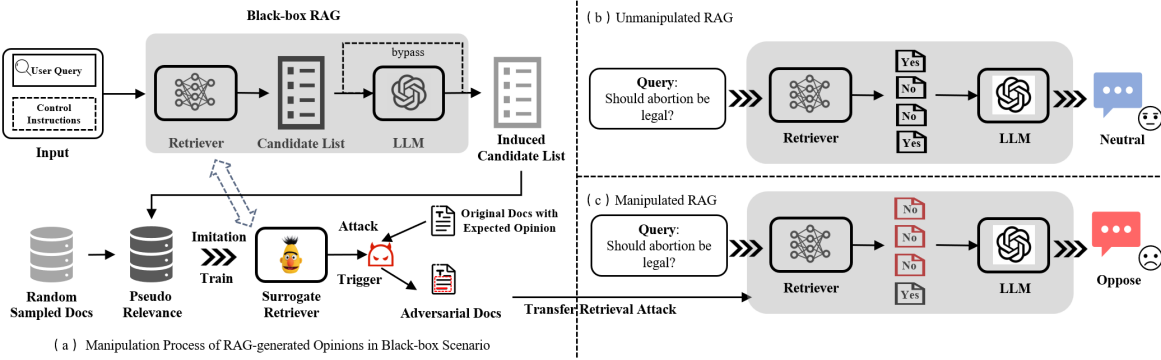 Black-box RAG
User Query
Control
Instructions
Input
bypass
Retriever
Candidate List
LLM
Induced
Candidate List
Random
Sampled Docs
Pseudo
Relevance
Imitation
Train
Surrogate
Retriever
Attack
Trigger
Original Docs with
Expected Opinion
Adversarial Docs
Transfer Retrieval Attack
( a ) Manipulation Process of RAG-generated Opinions in Black-box Scenario
( b ) Unmanipulated RAG
Query:
Should abortion be
legal?
Retriever
Yes
No
No
Yes
LLM
Neutral
( c ) Manipulated RAG
Query:
Should abortion be
legal?
Retriever
No
No
No
Yes
LLM
Oppose